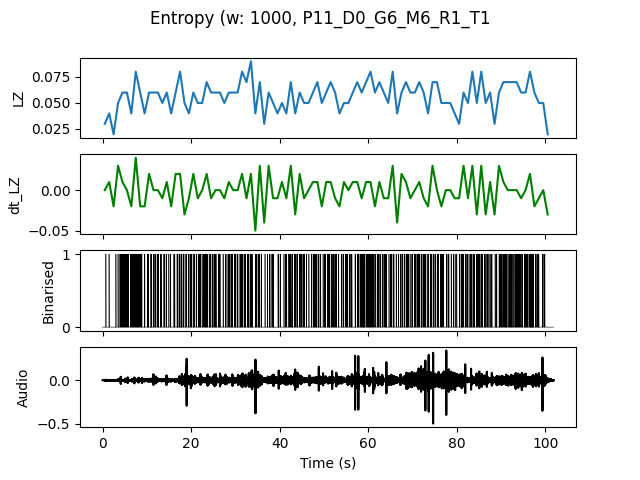 Entropy (w: 1000, P11_D0_G6_M6_R1_T1
LZ
0.075
0.050
0.025
dt_LZ
0.00
−0.05
Binarised
1
0
Audio
0.0
−0.5
0 20 40 60 80 100
Time (s)